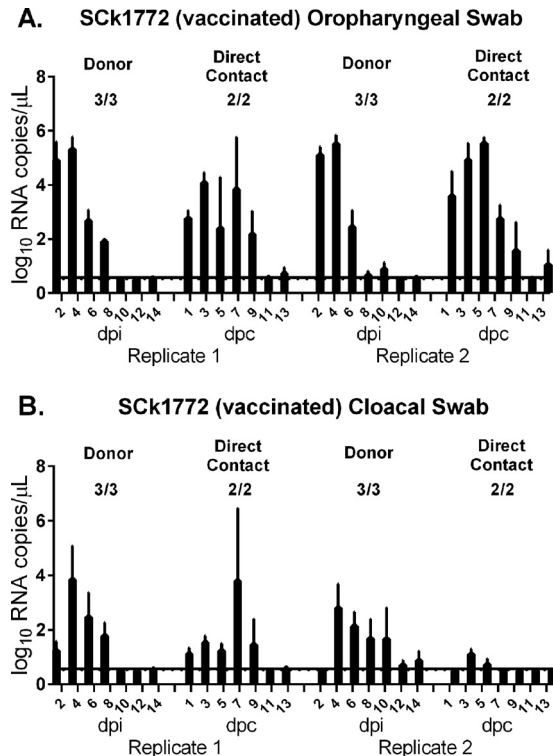 A. SCk1772 (vaccinated) Oropharyngeal Swab
Donor Direct Contact Donor Direct Contact
3/3 2/2 3/3 2/2
log10 RNA copies/µL
8
6
4
2
0
2 4 6 8 10 12 14 1 3 5 7 9 11 13 2 4 6 8 10 12 14 1 3 5 7 9 11 13
dpi dpc dpi dpc
Replicate 1 Replicate 2
B. SCk1772 (vaccinated) Cloacal Swab
Donor Direct Contact Donor Direct Contact
3/3 2/2 3/3 2/2
log10 RNA copies/µL
8
6
4
2
0
2 4 6 8 10 12 14 1 3 5 7 9 11 13 2 4 6 8 10 12 14 1 3 5 7 9 11 13
dpi dpc dpi dpc
Replicate 1 Replicate 2